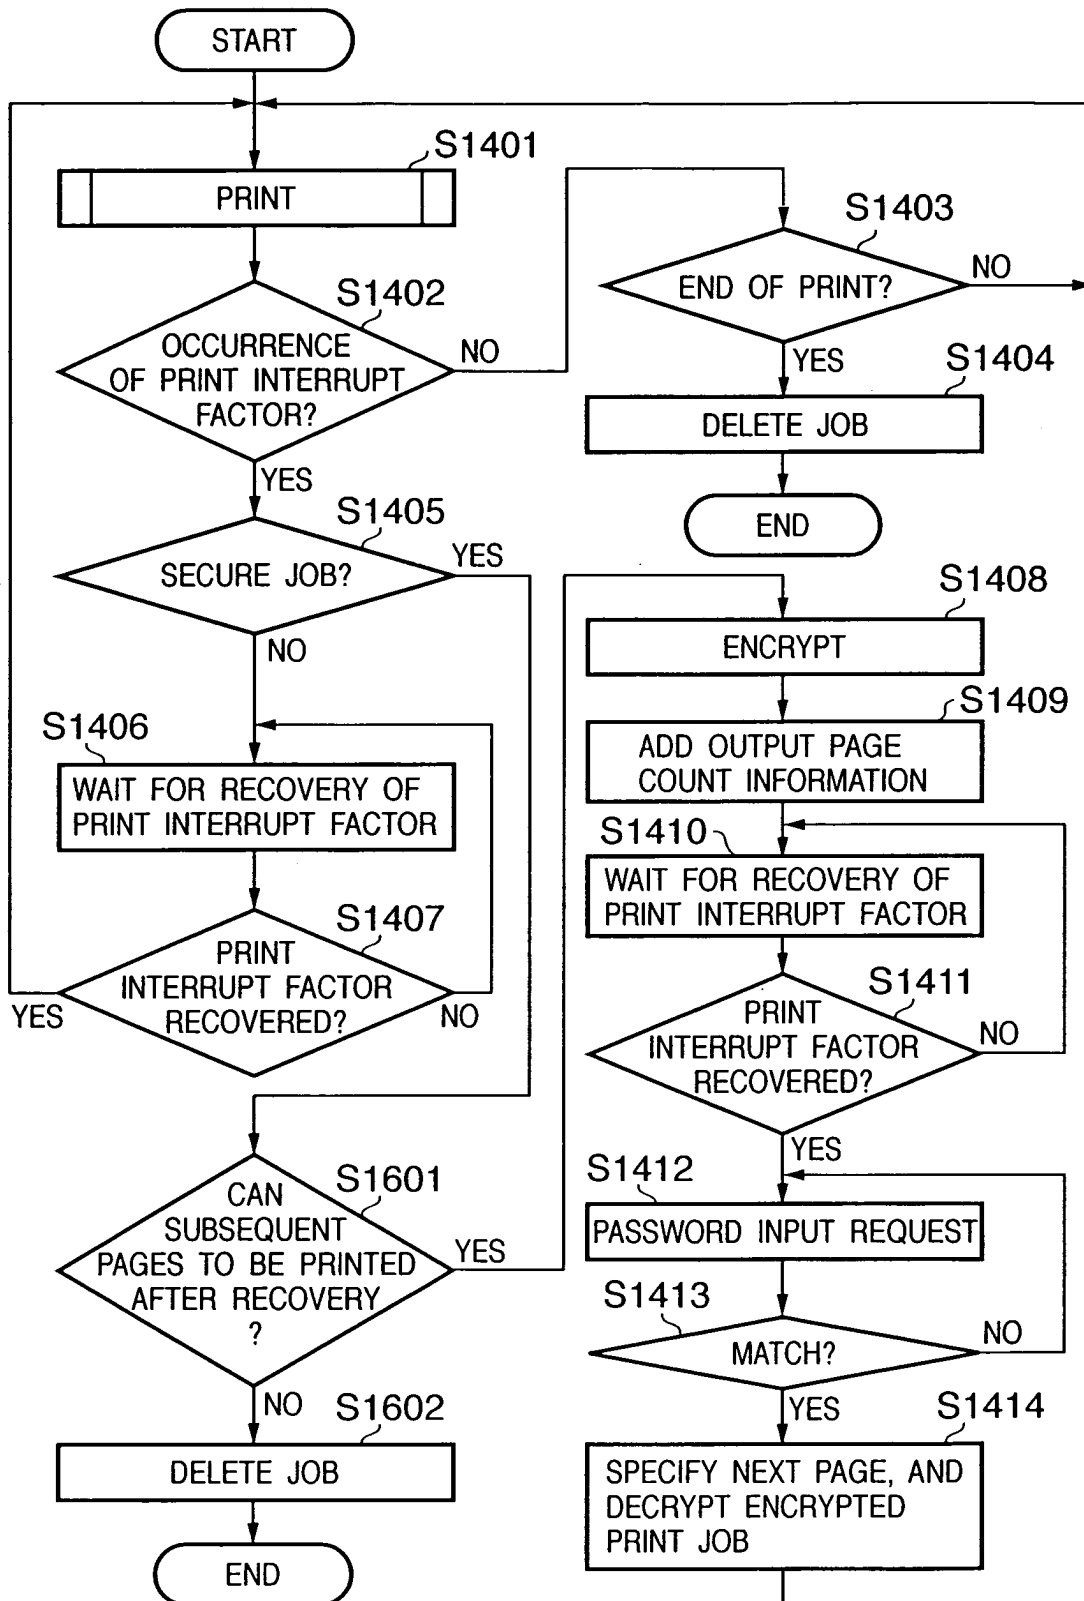 START
S1401
PRINT
S1402
OCCURRENCE
OF PRINT INTERRUPT
FACTOR?
NO
YES
S1403
END OF PRINT?
NO
YES
S1404
DELETE JOB
END
S1405
SECURE JOB?
YES
NO
S1406
WAIT FOR RECOVERY OF
PRINT INTERRUPT FACTOR
S1407
PRINT
INTERRUPT FACTOR
RECOVERED?
YES
NO
S1601
CAN
SUBSEQUENT
PAGES TO BE PRINTED
AFTER RECOVERY
?
YES
NO
S1602
DELETE JOB
END
S1408
ENCRYPT
S1409
ADD OUTPUT PAGE
COUNT INFORMATION
S1410
WAIT FOR RECOVERY OF
PRINT INTERRUPT FACTOR
S1411
PRINT
INTERRUPT FACTOR
RECOVERED?
NO
YES
S1412
PASSWORD INPUT REQUEST
S1413
MATCH?
NO
YES
S1414
SPECIFY NEXT PAGE, AND
DECRYPT ENCRYPTED
PRINT JOB